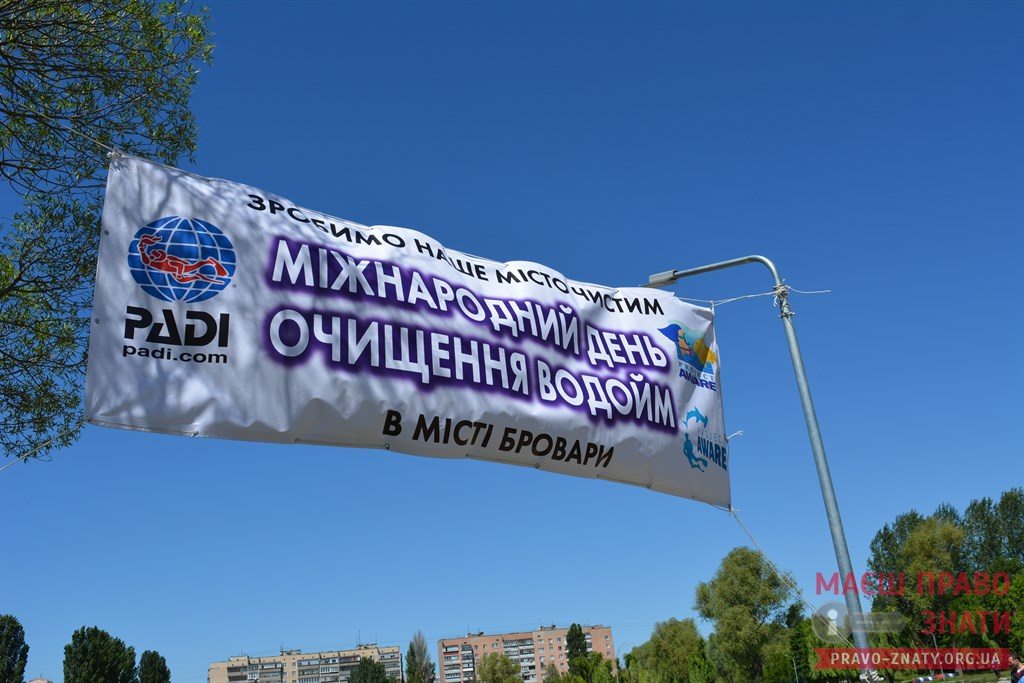 ЗРОБИМО НАШЕ МІСТО ЧИСТИМ
МІЖНАРОДНИЙ ДЕНЬ
ОЧИЩЕННЯ ВОДОЙМ
В МІСТІ БРОВАРИ
PADI
padi.com
AWARE
AWARE
МАЄШ ПРАВО
ЗНАТИ
PRAVO-ZNATY.ORG.UA